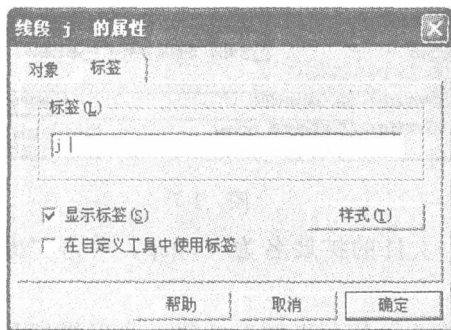 线段 j 的属性
对象 标签
标签(L)
j
显示标签(S)
样式(T)
在自定义工具中使用标签
帮助 取消 确定